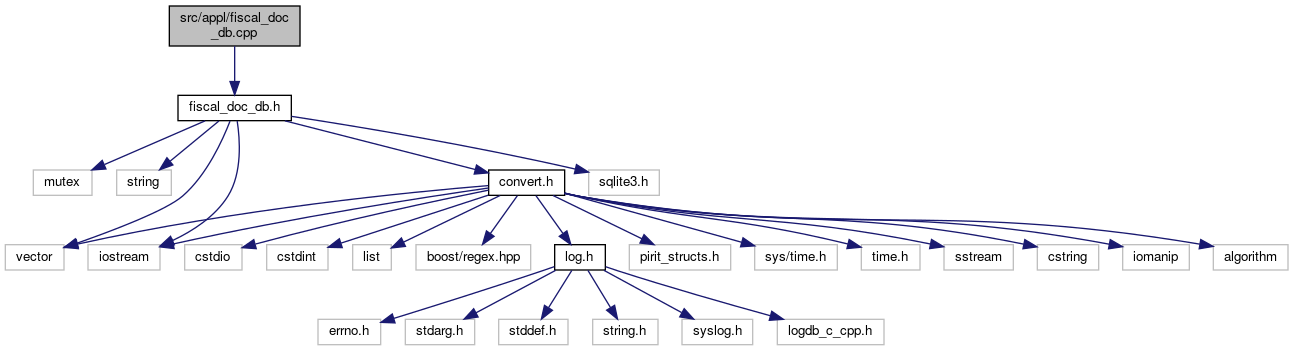 src/appl/fiscal_doc
_db.cpp
fiscal_doc_db.h
mutex
string
convert.h
sqlite3.h
vector
iostream
cstdio
cstdint
list
boost/regex.hpp
log.h
pirit_structs.h
sys/time.h
time.h
sstream
cstring
iomanip
algorithm
errno.h
stdarg.h
stddef.h
string.h
syslog.h
logdb_c_cpp.h